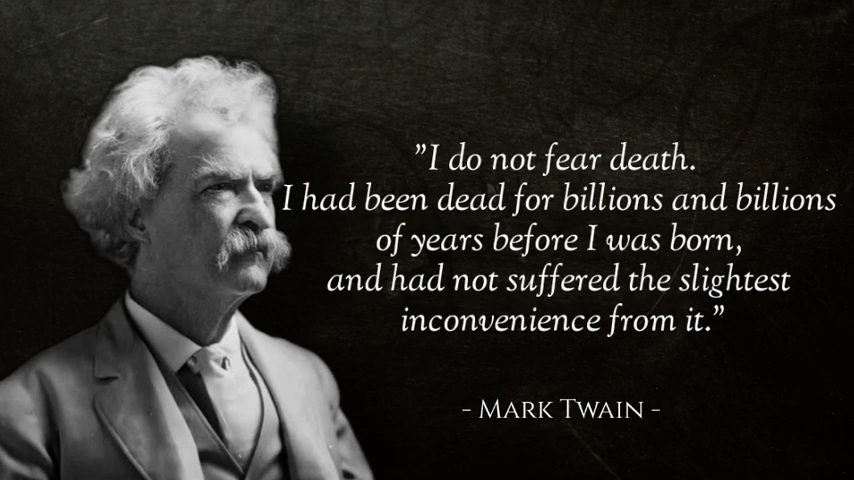 ”I do not fear death.
I had been dead for billions and billions
of years before I was born,
and had not suffered the slightest
inconvenience from it.”
- Mark Twain -